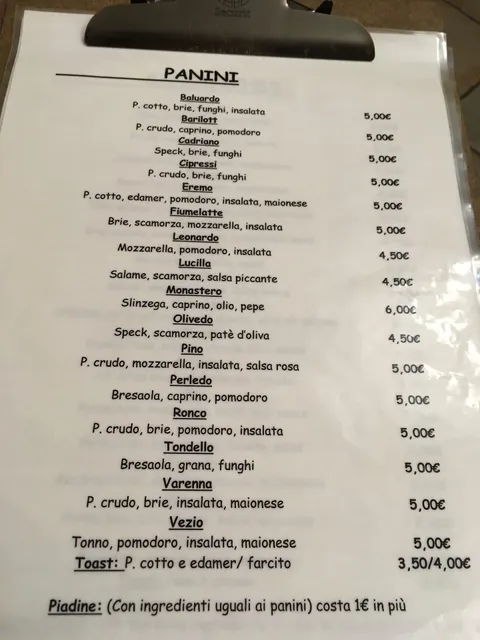 PANINI
Baluardo
P. cotto, brie, funghi, insalata 5,00€
Barilott
P. crudo, caprino, pomodoro 5,00€
Cadriano
Speck, brie, funghi 5,00€
Cipressi
P. crudo, brie, funghi 5,00€
Eremo
P. cotto, edamer, pomodoro, insalata, maionese 5,00€
Fiumelatte
Brie, scamorza, mozzarella, insalata 5,00€
Leonardo
Mozzarella, pomodoro, insalata 4,50€
Lucilla
Salame, scamorza, salsa piccante 4,50€
Monastero
Slinzega, caprino, olio, pepe 6,00€
Olivedo
Speck, scamorza, patè d'oliva 4,50€
Pino
P. crudo, mozzarella, insalata, salsa rosa 5,00€
Perledo
Bresaola, caprino, pomodoro 5,00€
Ronco
P. crudo, brie, pomodoro, insalata 5,00€
Tondello
Bresaola, grana, funghi 5,00€
Varenna
P. crudo, brie, insalata, maionese 5,00€
Vezio
Tonno, pomodoro, insalata, maionese 5,00€
Toast: P. cotto e edamer/ farcito 3,50/4,00€
Piadine: (Con ingredienti uguali ai panini) costa 1€ in più